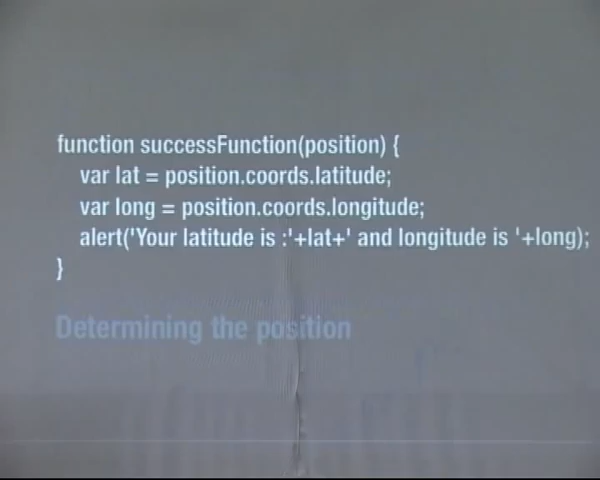 function successFunction(position) {
var lat = position.coords.latitude;
var long = position.coords.longitude;
alert('Your latitude is :'+lat+' and longitude is '+long);
}
Determining the position